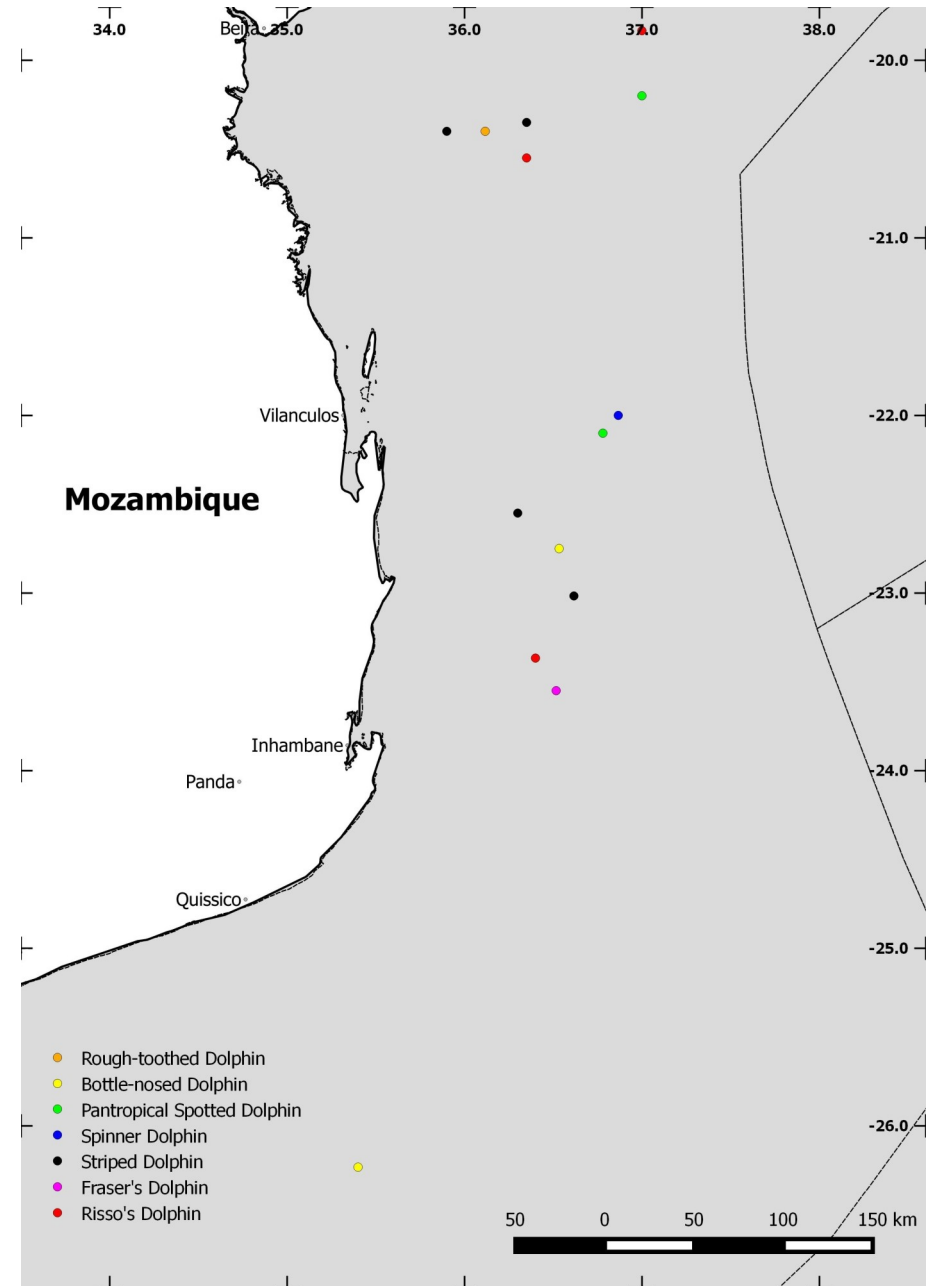 Beira
34.0 35.0 36.0 37.0 38.0
-20.0
-21.0
Vilanculos
-22.0
Mozambique
-23.0
Inhambane
Panda
-24.0
Quissico
-25.0
Rough-toothed Dolphin
Bottle-nosed Dolphin
Pantropical Spotted Dolphin
-26.0
Spinner Dolphin
Striped Dolphin
Fraser's Dolphin
Risso's Dolphin
50 0 50 100 150 km